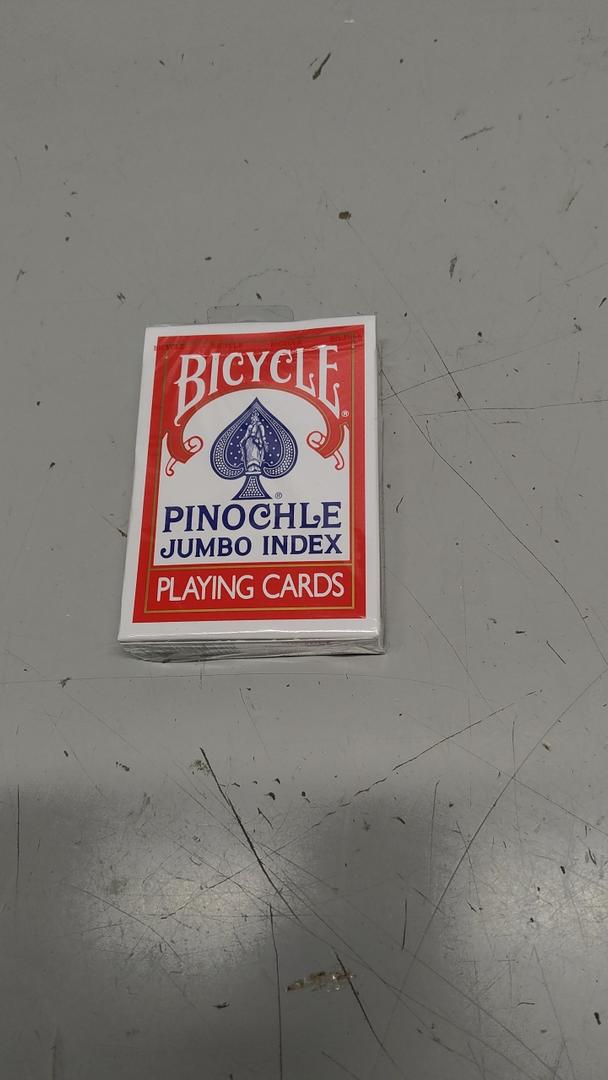 BICYCLE®
®
PINOCHLE
JUMBO INDEX
PLAYING CARDS